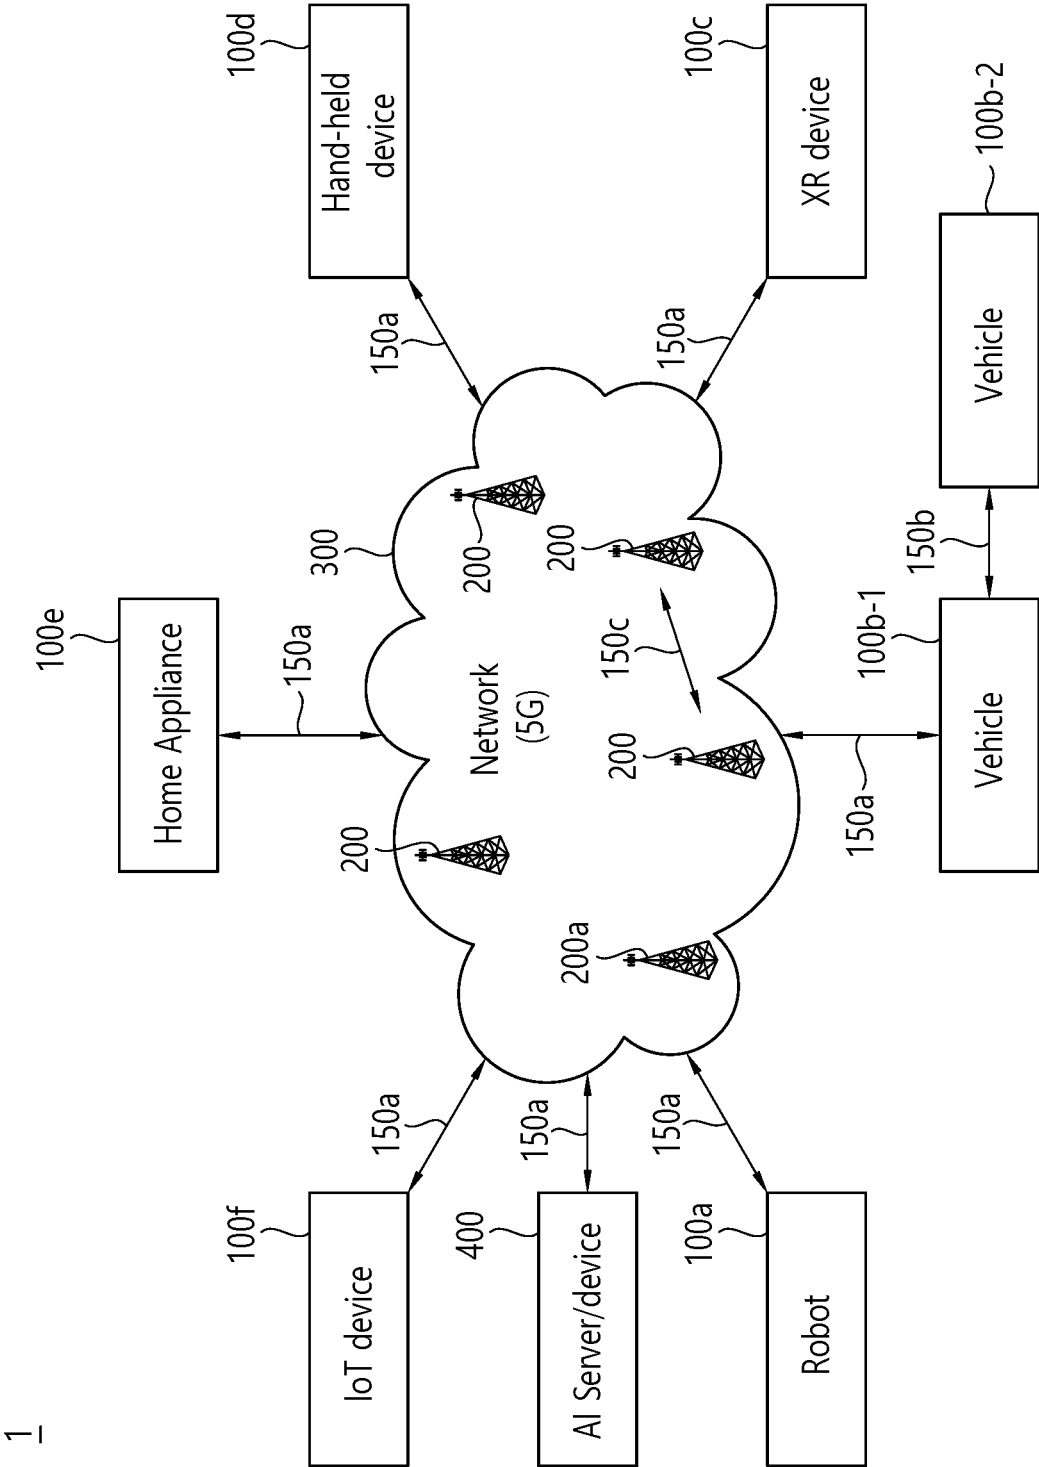 1
100e
Home Appliance
100f
100d
150a
300
Hand-held
device
IoT device
200
150a
150a
400
200
Network
(5G)
150a
200
200a
AI Server/device
200
150c
150a
150a
100a
100c
Robot
XR device
150a
100b-1
150b
100b-2
Vehicle
Vehicle